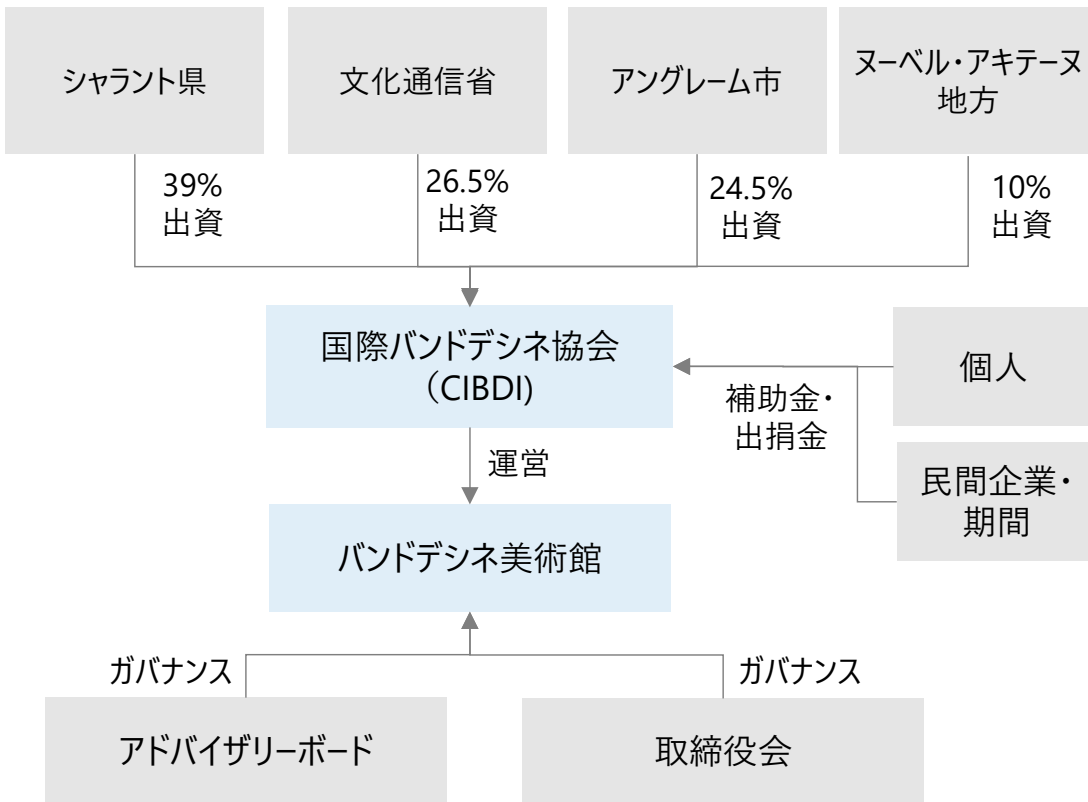 シャラント県
文化通信省
アングレーム市
ヌーベル・アキテーヌ
地方
39%
出資
26.5%
出資
24.5%
出資
10%
出資
国際バンドデシネ協会
（CIBDI)
個人
補助金・
出捐金
運営
民間企業・
期間
バンドデシネ美術館
ガバナンス
ガバナンス
アドバイザリーボード
取締役会